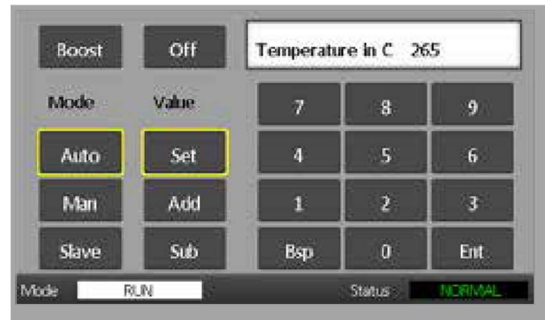 Boost Off Temperature in C 265
Mode Value 7 8 9
Auto Set 4 5 6
Man Add 1 2 3
Slave Sub Bsp 0 Ent
Mode RUN Status NORMAL